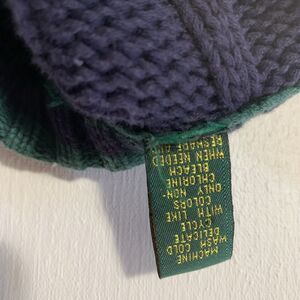 MACHINE
WASH COLD
DELICATE
CYCLE
WITH LIKE
COLORS
ONLY NON-
CHLORINE
BLEACH
WHEN NEEDED
RESHAPE